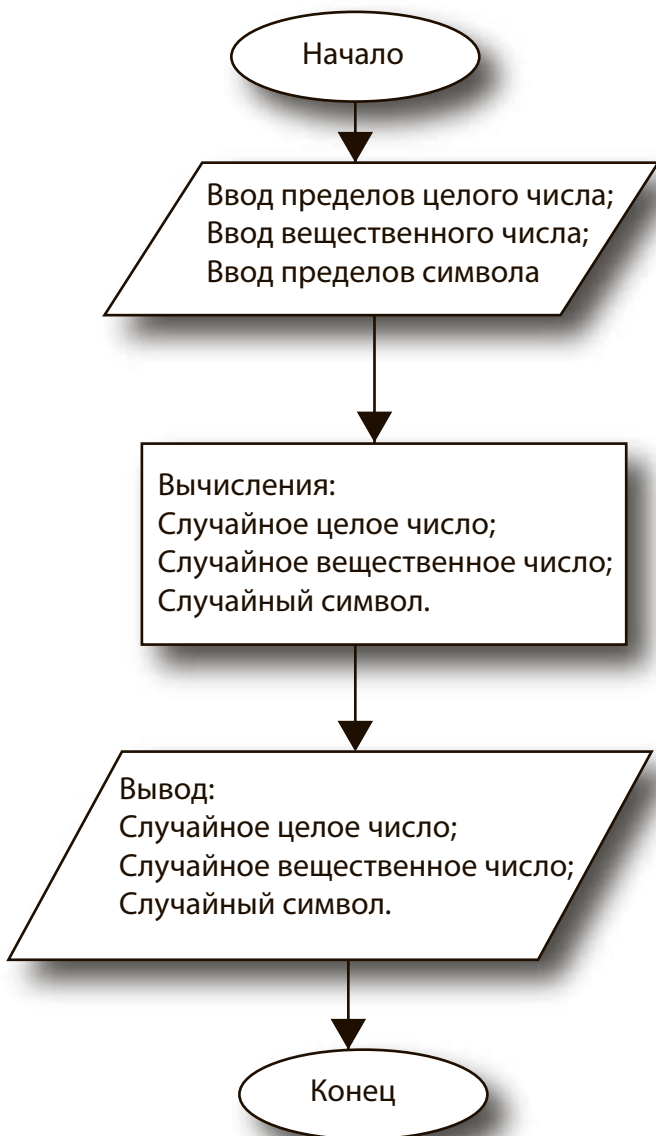 Начало
Ввод пределов целого числа;
Ввод вещественного числа;
Ввод пределов символа
Вычисления:
Случайное целое число;
Случайное вещественное число;
Случайный символ.
Вывод:
Случайное целое число;
Случайное вещественное число;
Случайный символ.
Конец